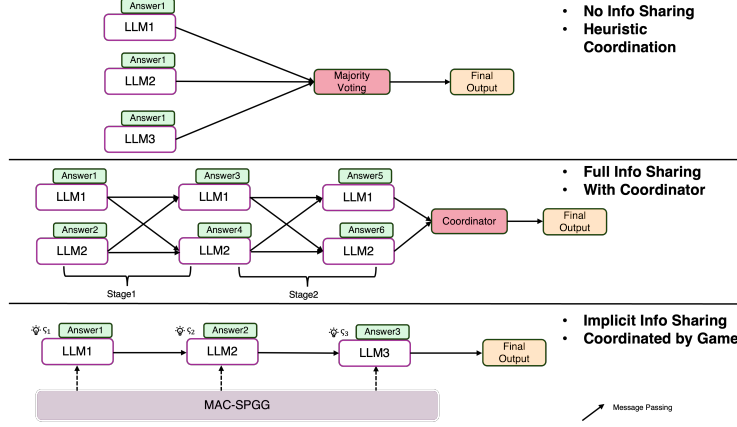 Answer1
LLM1
Answer1
LLM2
Answer1
LLM3
Majority
Voting
Final
Output
• No Info Sharing
• Heuristic
Coordination
Answer1
LLM1
Answer2
LLM2
Answer3
LLM1
Answer4
LLM2
Answer5
LLM1
Answer6
LLM2
Stage1
Stage2
Coordinator
Final
Output
• Full Info Sharing
• With Coordinator
ς1
Answer1
LLM1
ς2
Answer2
LLM2
ς3
Answer3
LLM3
Final
Output
MAC-SPGG
• Implicit Info Sharing
• Coordinated by Game
Message Passing